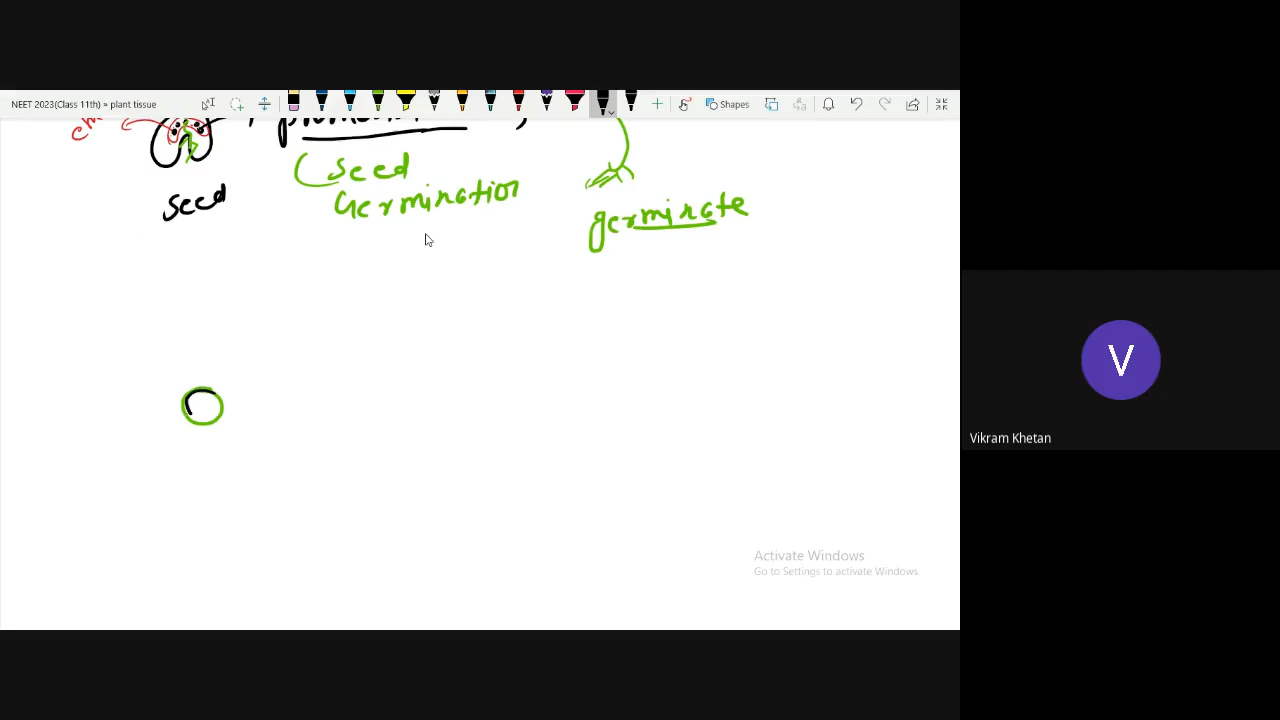 NEET 2023(Class 11th) » plant tissue
Shapes
seed
Germination
seed
germinate
V
Vikram Khetan
Activate Windows
Go to Settings to activate Windows.